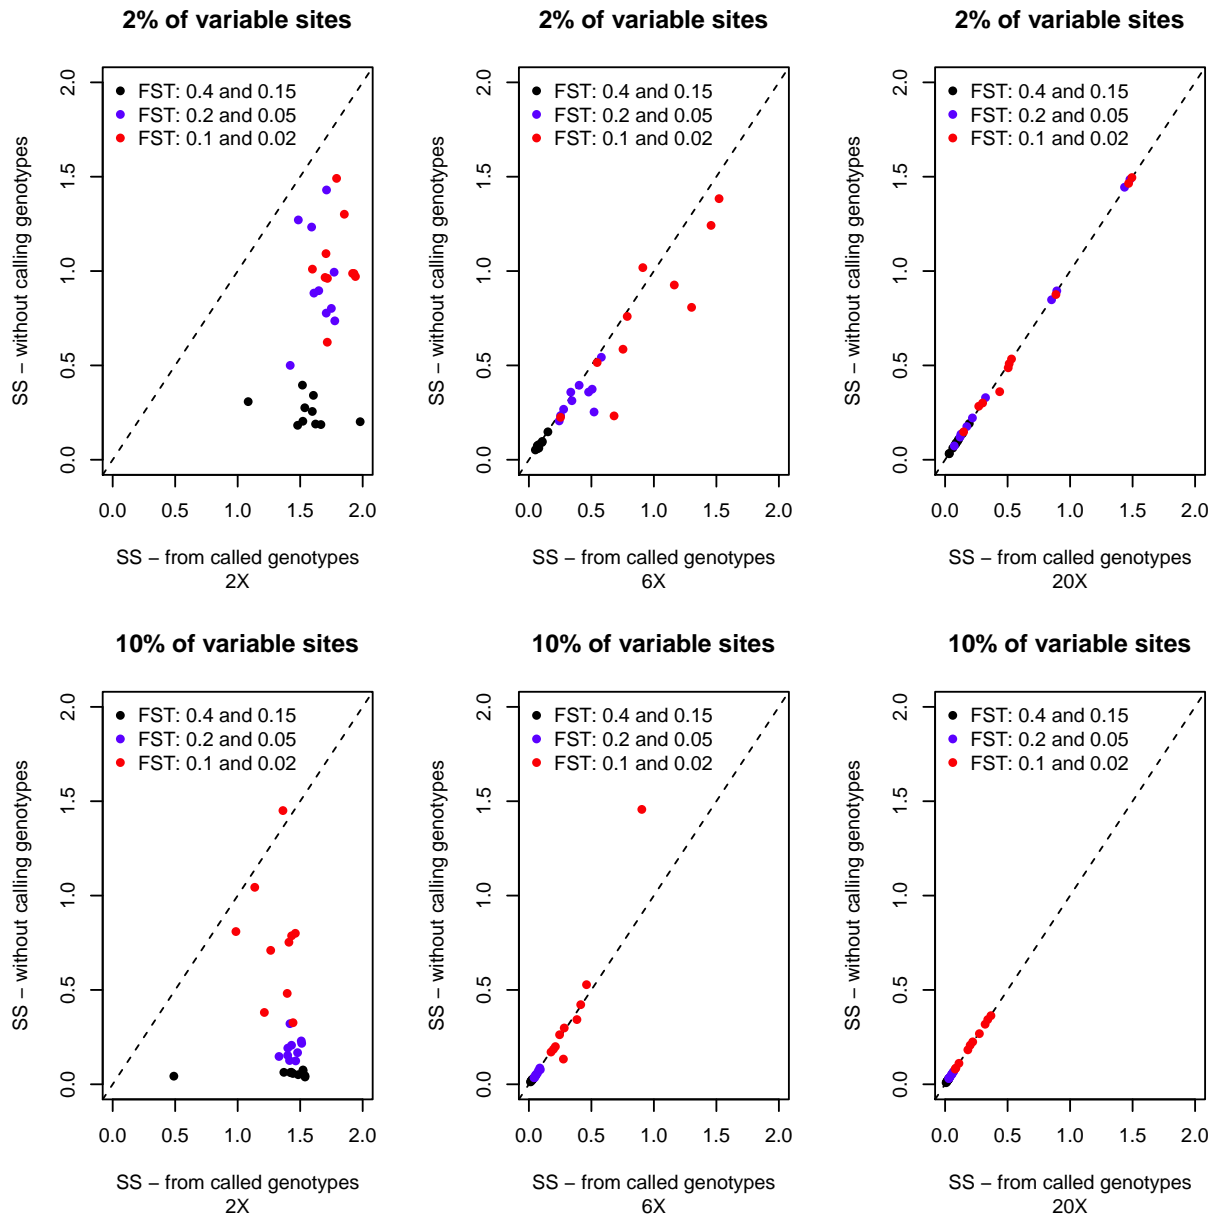 2% of variable sites
SS – without calling genotypes
2.0
1.5
1.0
0.5
0.0
FST: 0.4 and 0.15
FST: 0.2 and 0.05
FST: 0.1 and 0.02
0.0 0.5 1.0 1.5 2.0
SS – from called genotypes
2X
2% of variable sites
SS – without calling genotypes
2.0
1.5
1.0
0.5
0.0
FST: 0.4 and 0.15
FST: 0.2 and 0.05
FST: 0.1 and 0.02
0.0 0.5 1.0 1.5 2.0
SS – from called genotypes
6X
2% of variable sites
SS – without calling genotypes
2.0
1.5
1.0
0.5
0.0
FST: 0.4 and 0.15
FST: 0.2 and 0.05
FST: 0.1 and 0.02
0.0 0.5 1.0 1.5 2.0
SS – from called genotypes
20X
10% of variable sites
SS – without calling genotypes
2.0
1.5
1.0
0.5
0.0
FST: 0.4 and 0.15
FST: 0.2 and 0.05
FST: 0.1 and 0.02
0.0 0.5 1.0 1.5 2.0
SS – from called genotypes
2X
10% of variable sites
SS – without calling genotypes
2.0
1.5
1.0
0.5
0.0
FST: 0.4 and 0.15
FST: 0.2 and 0.05
FST: 0.1 and 0.02
0.0 0.5 1.0 1.5 2.0
SS – from called genotypes
6X
10% of variable sites
SS – without calling genotypes
2.0
1.5
1.0
0.5
0.0
FST: 0.4 and 0.15
FST: 0.2 and 0.05
FST: 0.1 and 0.02
0.0 0.5 1.0 1.5 2.0
SS – from called genotypes
20X